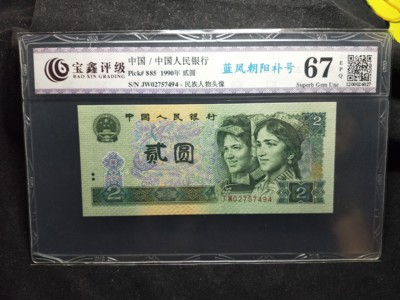 宝鑫评级
BAO XIN GRADING
中国 / 中国人民银行
Pick# 885 1990年 贰圆
S/N JW02757494 - 民族人物头像
蓝凤朝阳补号
67
EPQ
Superb Gem Unc
中国人民银行
2
贰圆
2
2
JW02757494